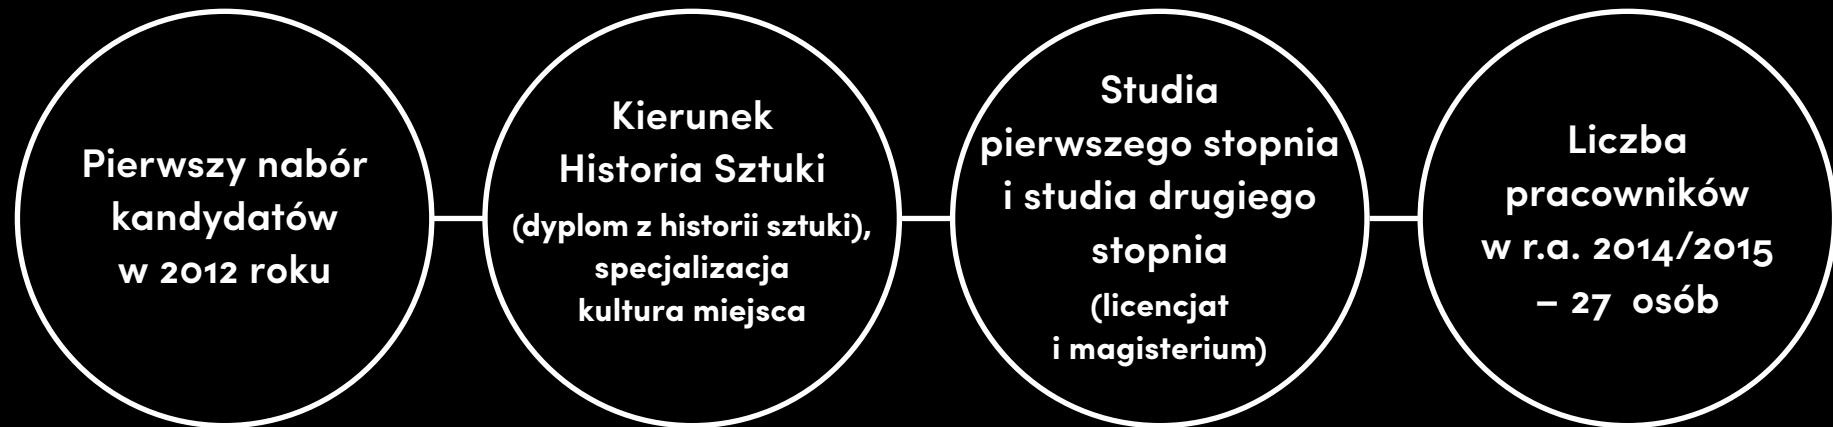 Pierwszy nabór
kandydatów
w 2012 roku
Kierunek
Historia Sztuki
(dyplom z historii sztuki),
specjalizacja
kultura miejsca
Studia
pierwszego stopnia
i studia drugiego
stopnia
(licencjat
i magisterium)
Liczba
pracowników
w r.a. 2014/2015
– 27 osób